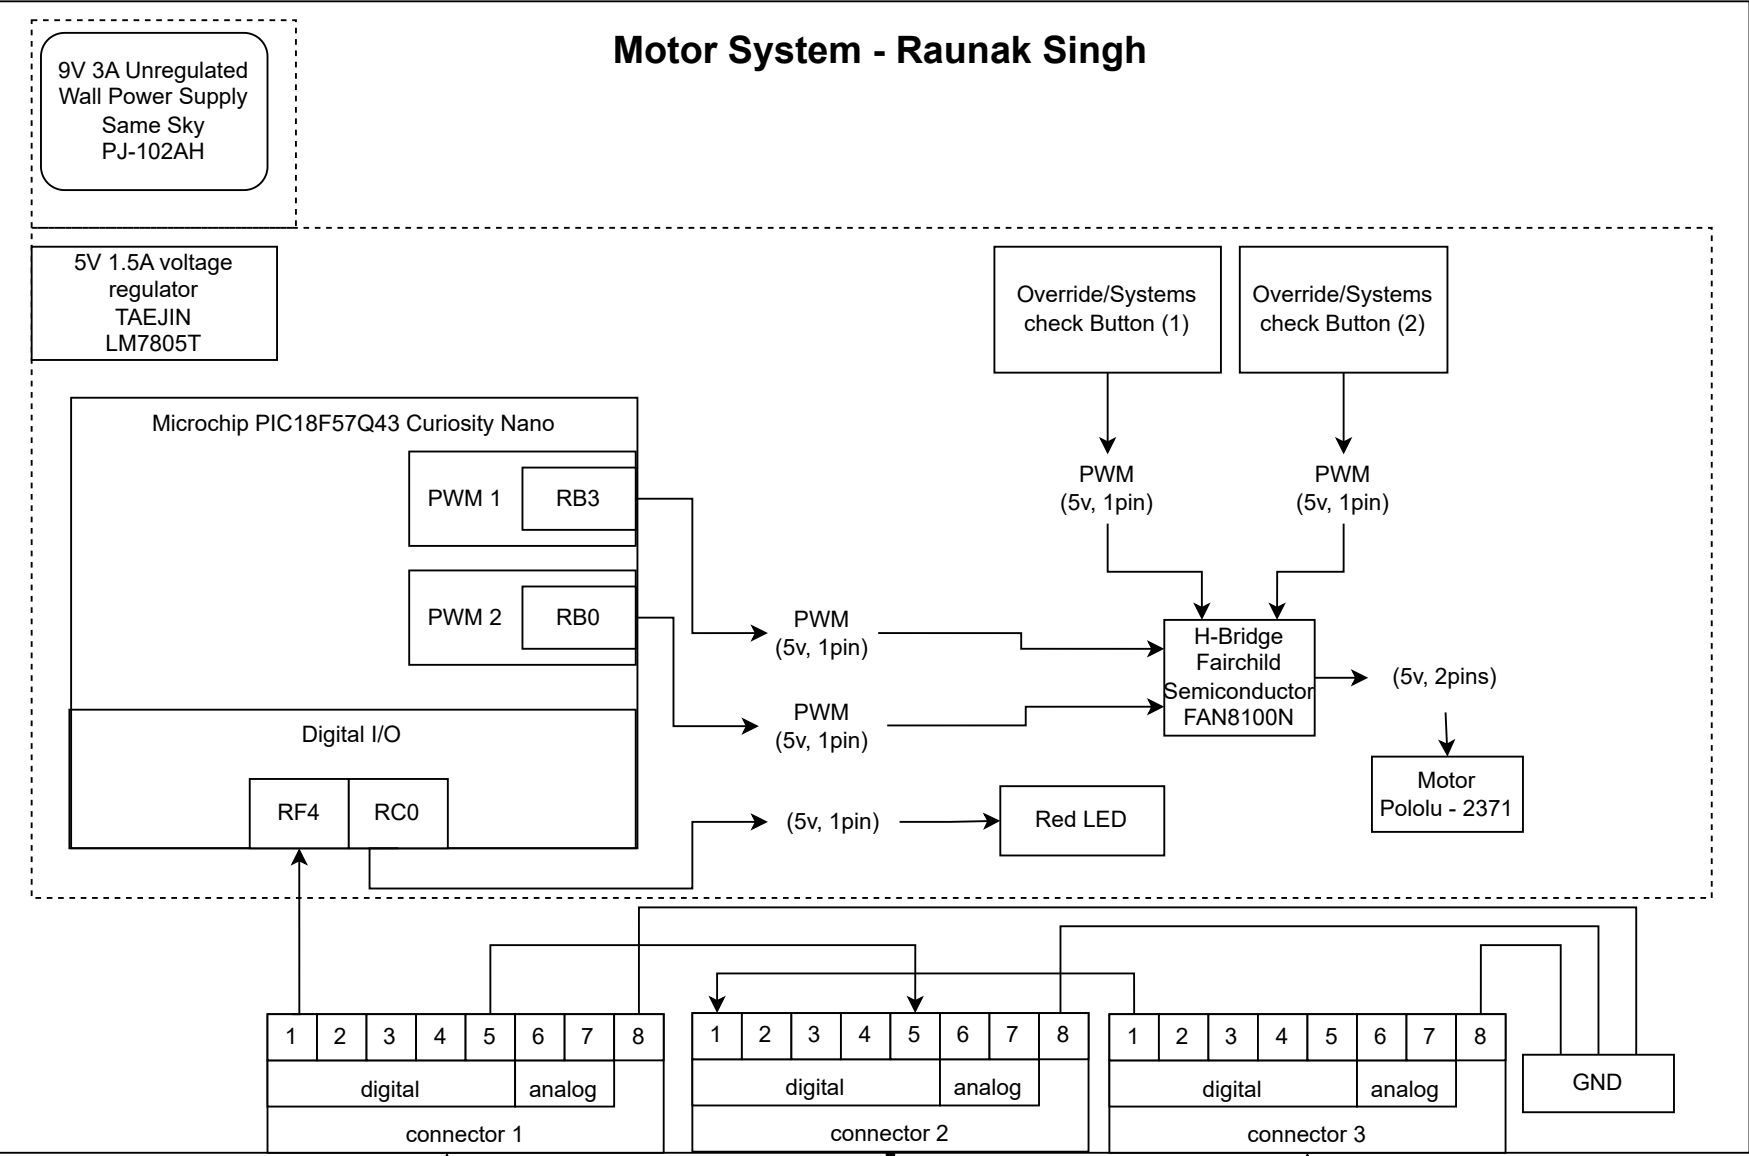 Motor System - Raunak Singh
9V 3A Unregulated
Wall Power Supply
Same Sky
PJ-102AH
5V 1.5A voltage
regulator
TAEJIN
LM7805T
Override/Systems
check Button (1)
Override/Systems
check Button (2)
Microchip PIC18F57Q43 Curiosity Nano
PWM 1
RB3
PWM 2
RB0
PWM
(5v, 1pin)
PWM
(5v, 1pin)
PWM
(5v, 1pin)
PWM
(5v, 1pin)
H-Bridge
Fairchild
Semiconductor
FAN8100N
(5v, 2pins)
Motor
Pololu - 2371
Digital I/O
RF4
RC0
(5v, 1pin)
Red LED
1 2 3 4 5 6 7 8
digital
analog
connector 1
1 2 3 4 5 6 7 8
digital
analog
connector 2
1 2 3 4 5 6 7 8
digital
analog
connector 3
GND